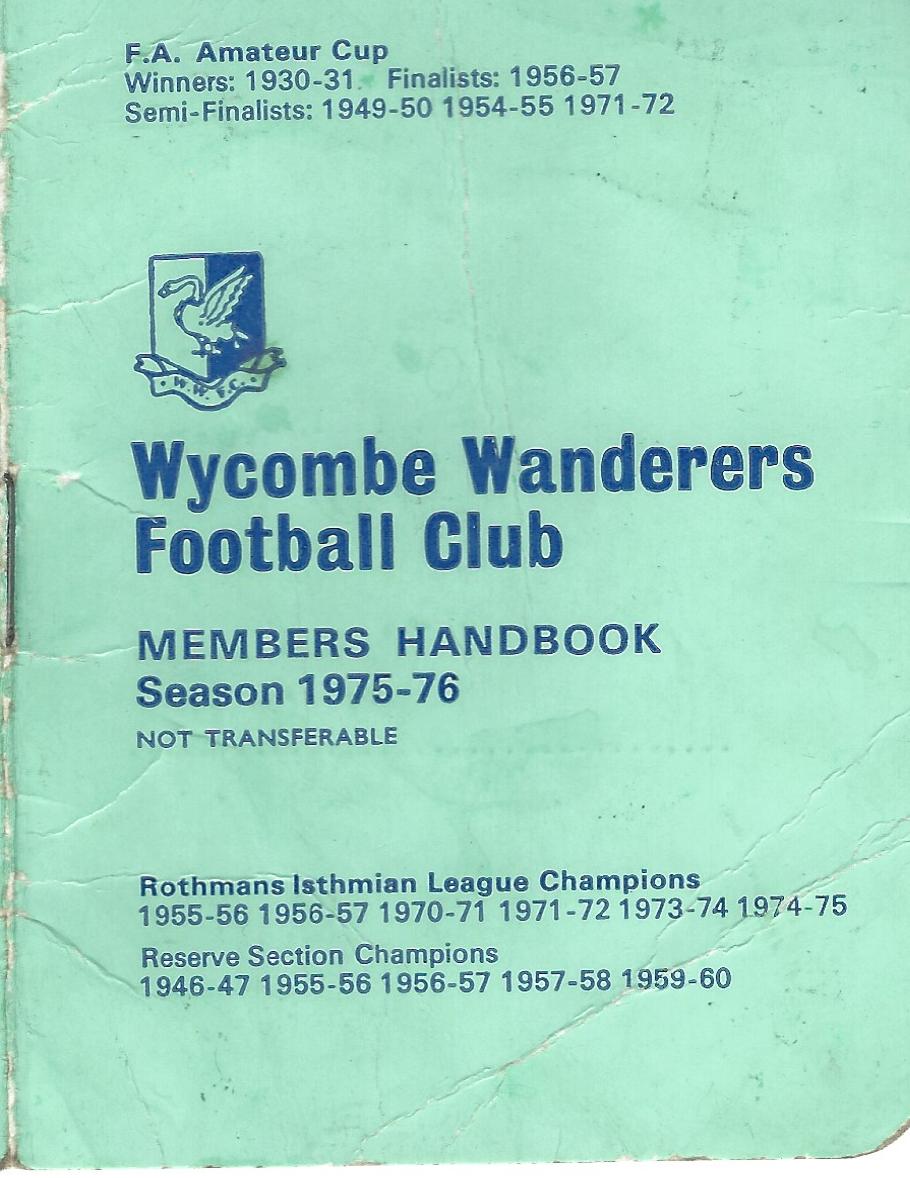 F.A. Amateur Cup
Winners: 1930-31 Finalists: 1956-57
Semi-Finalists: 1949-50 1954-55 1971-72
W. W. F.C.
Wycombe Wanderers
Football Club
MEMBERS HANDBOOK
Season 1975-76
NOT TRANSFERABLE
Rothmans Isthmian League Champions
1955-56 1956-57 1970-71 1971-72 1973-74 1974-75
Reserve Section Champions
1946-47 1955-56 1956-57 1957-58 1959-60